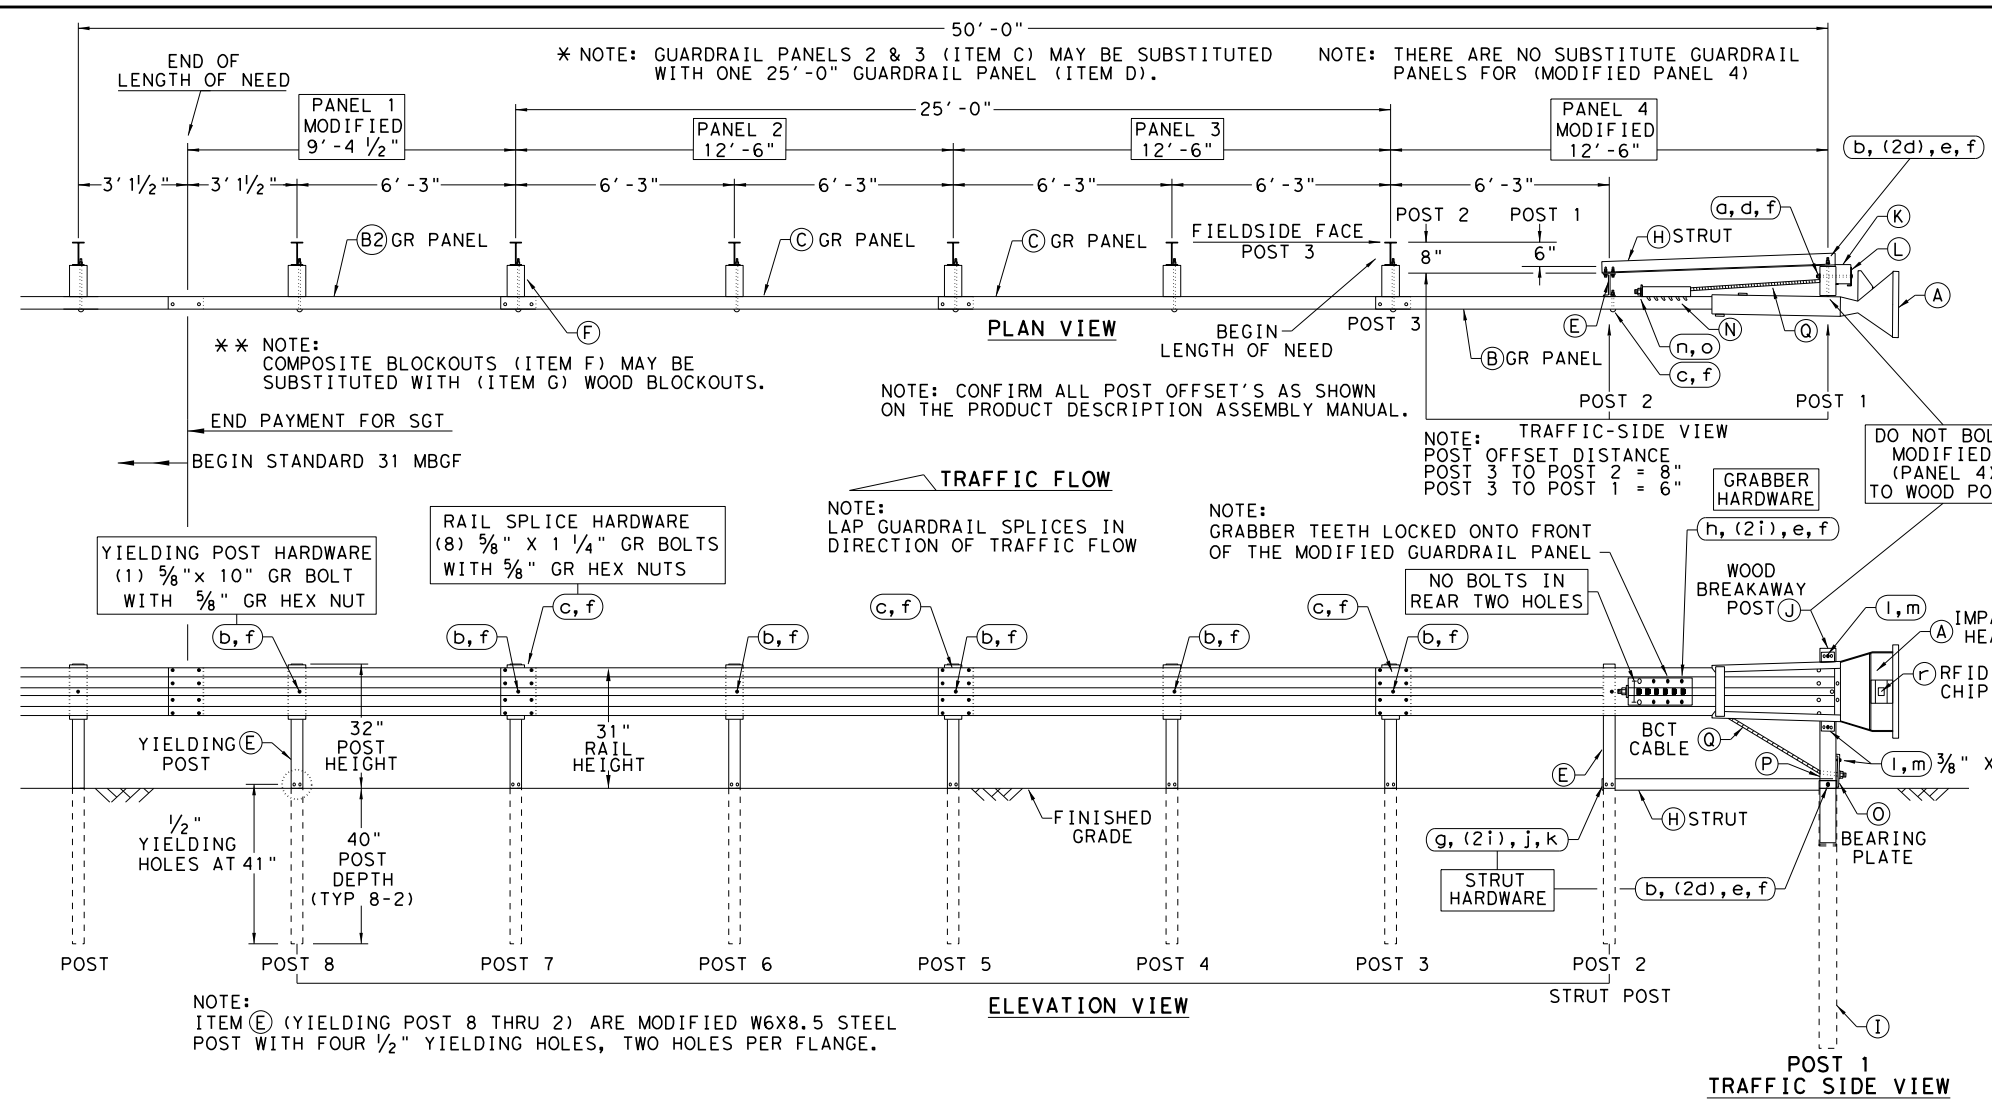 50'-0"
* NOTE: GUARDRAIL PANELS 2 & 3 (ITEM C) MAY BE SUBSTITUTED
WITH ONE 25'-0" GUARDRAIL PANEL (ITEM D).
NOTE: THERE ARE NO SUBSTITUTE GUARDRAIL
PANELS FOR (MODIFIED PANEL 4)
END OF
LENGTH OF NEED
PANEL 1
MODIFIED
9'-4 1/2"
25'-0"
PANEL 2
12'-6"
PANEL 3
12'-6"
PANEL 4
MODIFIED
12'-6"
b, (2d), e, f
3' 1 1/2"
3' 1 1/2"
6'-3"
6'-3"
6'-3"
6'-3"
6'-3"
6'-3"
POST 2
POST 1
a, d, f
K
B2 GR PANEL
C GR PANEL
C GR PANEL
FIELDSIDE FACE
POST 3
8"
6"
H STRUT
L
A
F
PLAN VIEW
BEGIN
LENGTH OF NEED
POST 3
E
N
Q
n, o
B GR PANEL
c, f
** NOTE:
COMPOSITE BLOCKOUTS (ITEM F) MAY BE
SUBSTITUTED WITH (ITEM G) WOOD BLOCKOUTS.
NOTE: CONFIRM ALL POST OFFSET'S AS SHOWN
ON THE PRODUCT DESCRIPTION ASSEMBLY MANUAL.
POST 2
POST 1
END PAYMENT FOR SGT
TRAFFIC-SIDE VIEW
NOTE:
POST OFFSET DISTANCE
POST 3 TO POST 2 = 8"
POST 3 TO POST 1 = 6"
DO NOT BOL
MODIFIED
(PANEL 4)
TO WOOD PO
BEGIN STANDARD 31 MBGF
TRAFFIC FLOW
GRABBER
HARDWARE
NOTE:
LAP GUARDRAIL SPLICES IN
DIRECTION OF TRAFFIC FLOW
NOTE:
GRABBER TEETH LOCKED ONTO FRONT
OF THE MODIFIED GUARDRAIL PANEL
h, (2i), e, f
YIELDING POST HARDWARE
(1) 5/8"x 10" GR BOLT
WITH 5/8" GR HEX NUT
RAIL SPLICE HARDWARE
(8) 5/8" X 1 1/4" GR BOLTS
WITH 5/8" GR HEX NUTS
NO BOLTS IN
REAR TWO HOLES
WOOD
BREAKAWAY
POST J
l, m
A IMPA
HEA
b, f
c, f
b, f
b, f
c, f
b, f
b, f
c, f
b, f
r RFID
CHIP
YIELDING E
POST
32"
POST
HEIGHT
31"
RAIL
HEIGHT
BCT
CABLE
Q
E
P
l, m 3/8" X
1/2"
YIELDING
HOLES AT 41"
40"
POST
DEPTH
(TYP 8-2)
FINISHED
GRADE
H STRUT
O
BEARING
PLATE
g, (2i), j, k
STRUT
HARDWARE
b, (2d), e, f
POST
POST 8
POST 7
POST 6
POST 5
POST 4
POST 3
POST 2
STRUT POST
ELEVATION VIEW
NOTE:
ITEM E (YIELDING POST 8 THRU 2) ARE MODIFIED W6X8.5 STEEL
POST WITH FOUR 1/2" YIELDING HOLES, TWO HOLES PER FLANGE.
I
POST 1
TRAFFIC SIDE VIEW